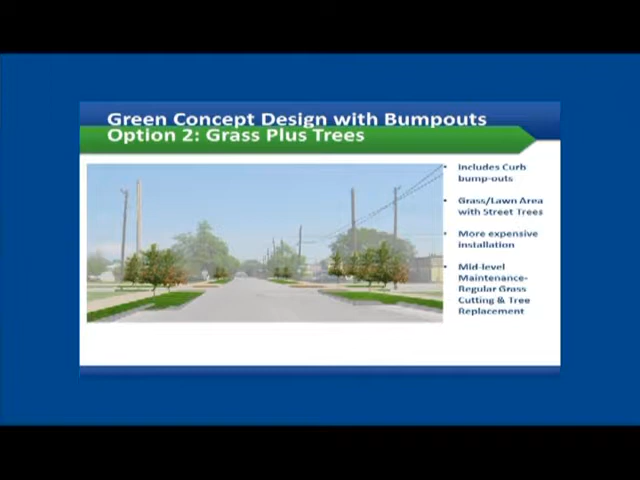 Green Concept Design with Bumpouts
Option 2: Grass Plus Trees
• Includes Curb
bump-outs
• Grass/Lawn Area
with Street Trees
• More expensive
installation
• Mid-level
Maintenance-
Regular Grass
Cutting & Tree
Replacement